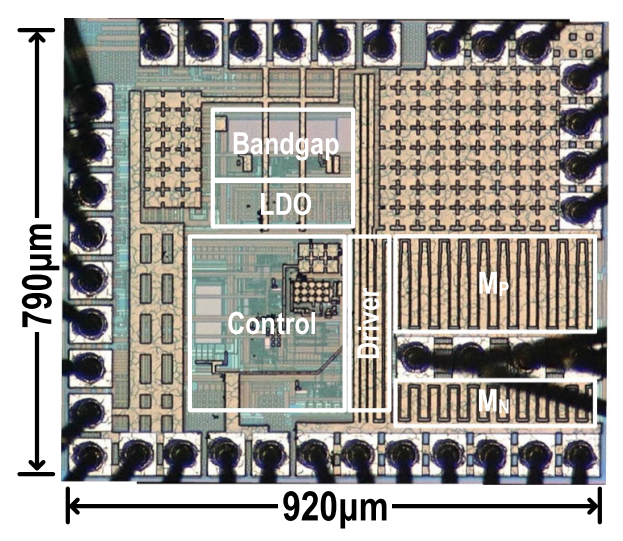 Bandgap
LDO
790μm
Control
Driver
MP
MN
920μm